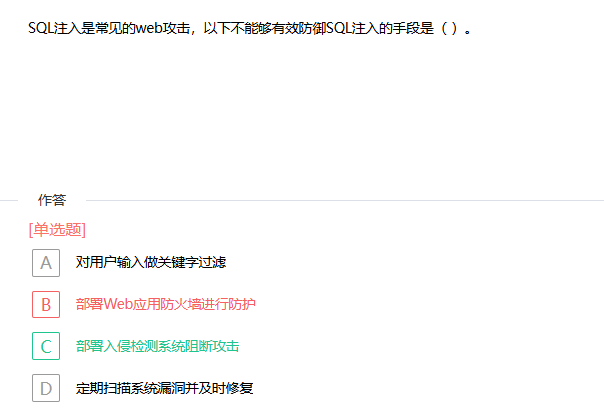 SQL注入是常见的web攻击，以下不能够有效防御SQL注入的手段是（ ）。
作答
[单选题]
A 对用户输入做关键字过滤
B 部署Web应用防火墙进行防护
C 部署入侵检测系统阻断攻击
D 定期扫描系统漏洞并及时修复